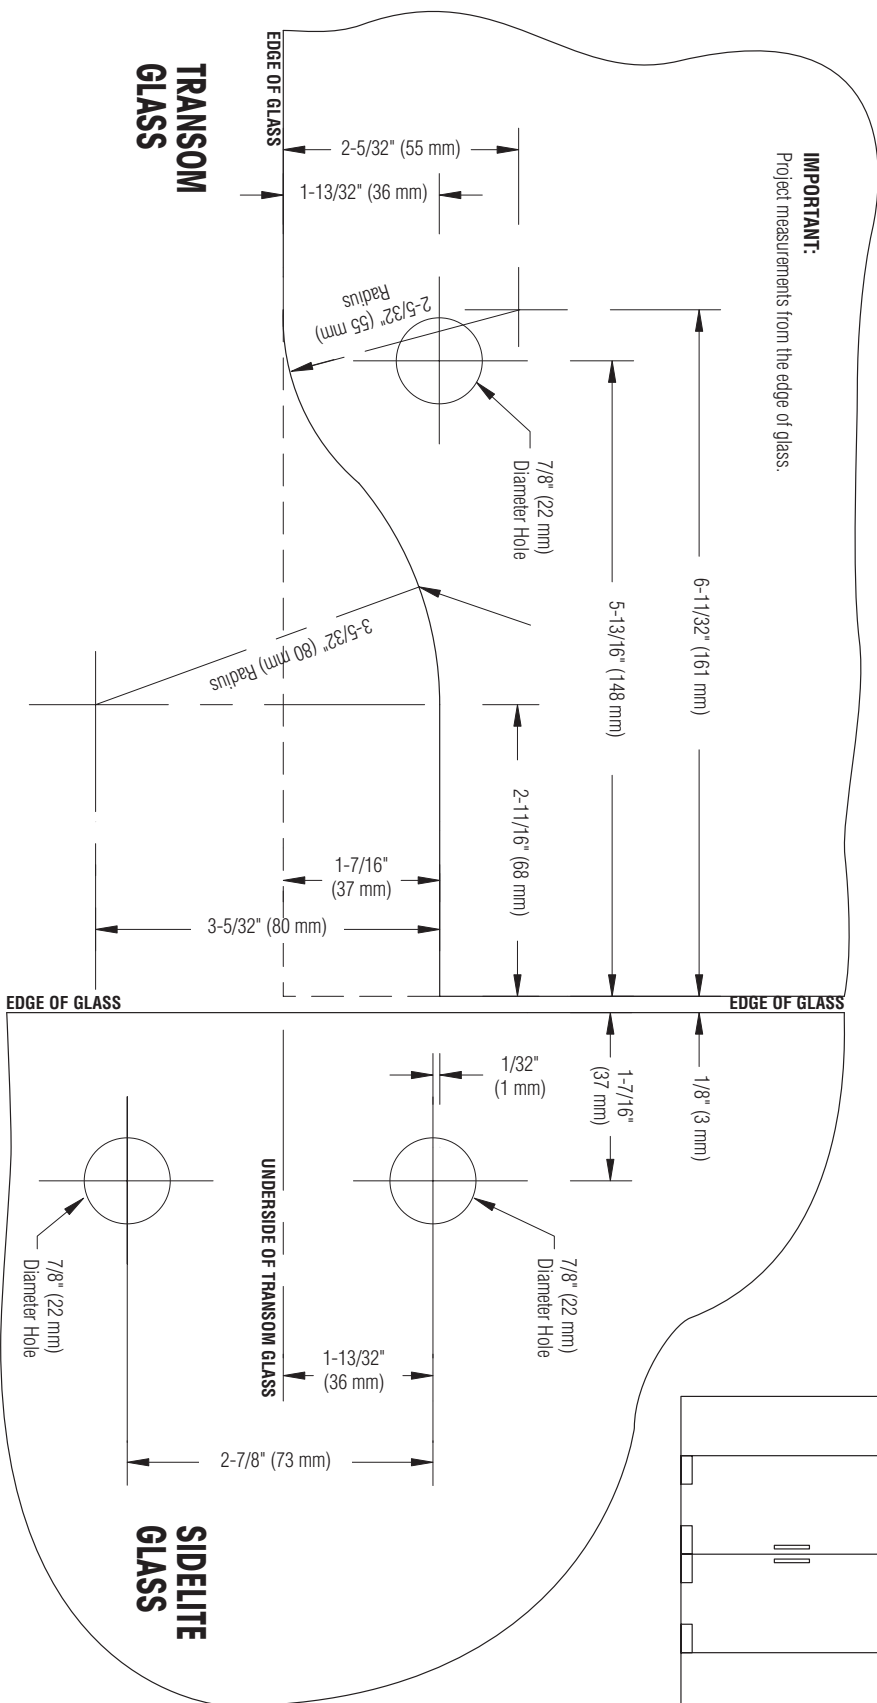 TRANSOM
GLASS
EDGE OF GLASS
2-5/32" (55 mm)
1-13/32" (36 mm)
IMPORTANT:
Project measurements from the edge of glass.
2-5/32" (55 mm)
Radius
7/8" (22 mm)
Diameter Hole
6-11/32" (161 mm)
5-13/16" (148 mm)
3-5/32" (80 mm) Radius
2-11/16" (68 mm)
1-7/16"
(37 mm)
3-5/32" (80 mm)
EDGE OF GLASS
EDGE OF GLASS
1/32"
(1 mm)
1-7/16"
(37 mm)
1/8" (3 mm)
UNDERSIDE OF TRANSOM GLASS
7/8" (22 mm)
Diameter Hole
7/8" (22 mm)
Diameter Hole
1-13/32"
(36 mm)
2-7/8" (73 mm)
SIDELITE
GLASS